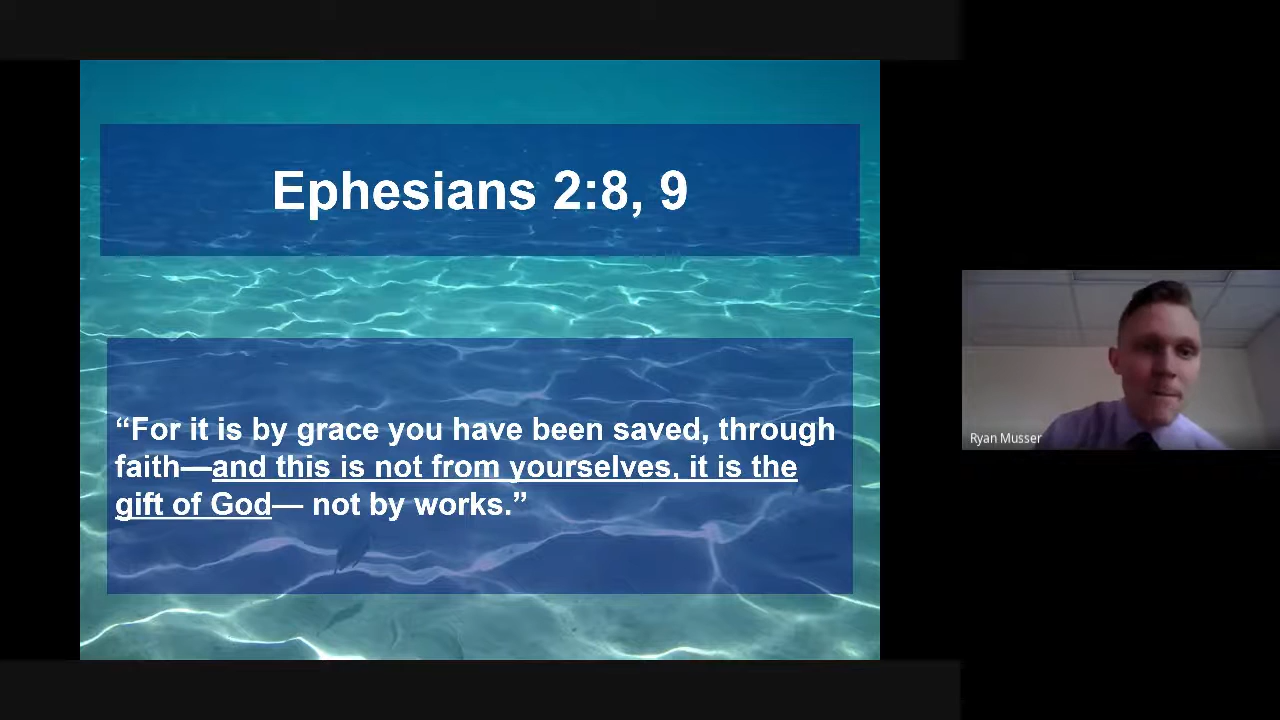 Ephesians 2:8, 9
“For it is by grace you have been saved, through
faith—and this is not from yourselves, it is the
gift of God— not by works.”
Ryan Musser